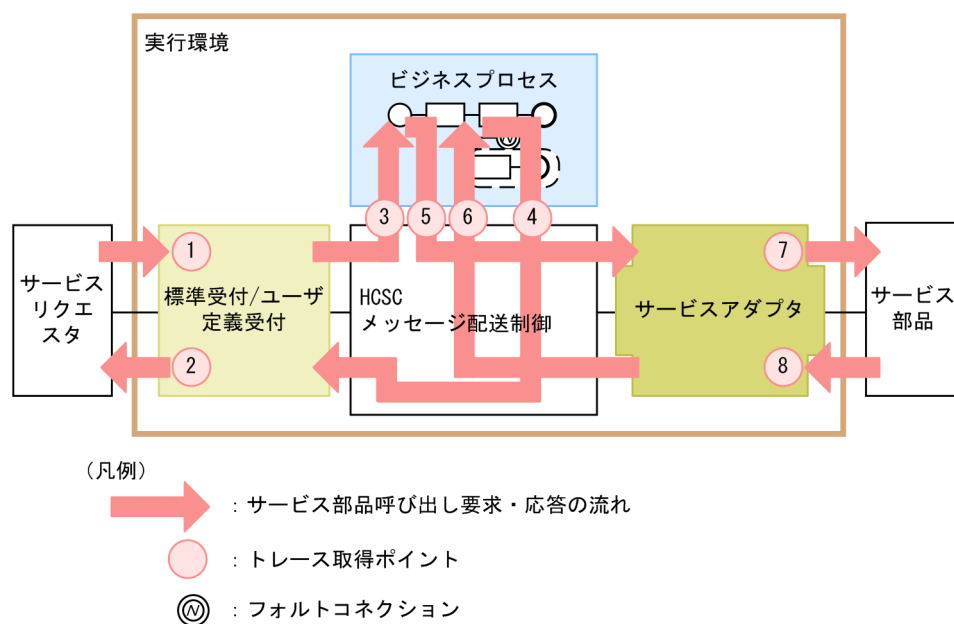 実行環境
ビジネスプロセス
3
5
6
4
1
7
サービス
リクエ
スタ
標準受付/ユーザ
定義受付
HCSC
メッセージ配送制御
サービスアダプタ
サービス
部品
2
8
（凡例）
：サービス部品呼び出し要求・応答の流れ
：トレース取得ポイント
N
：フォルトコネクション